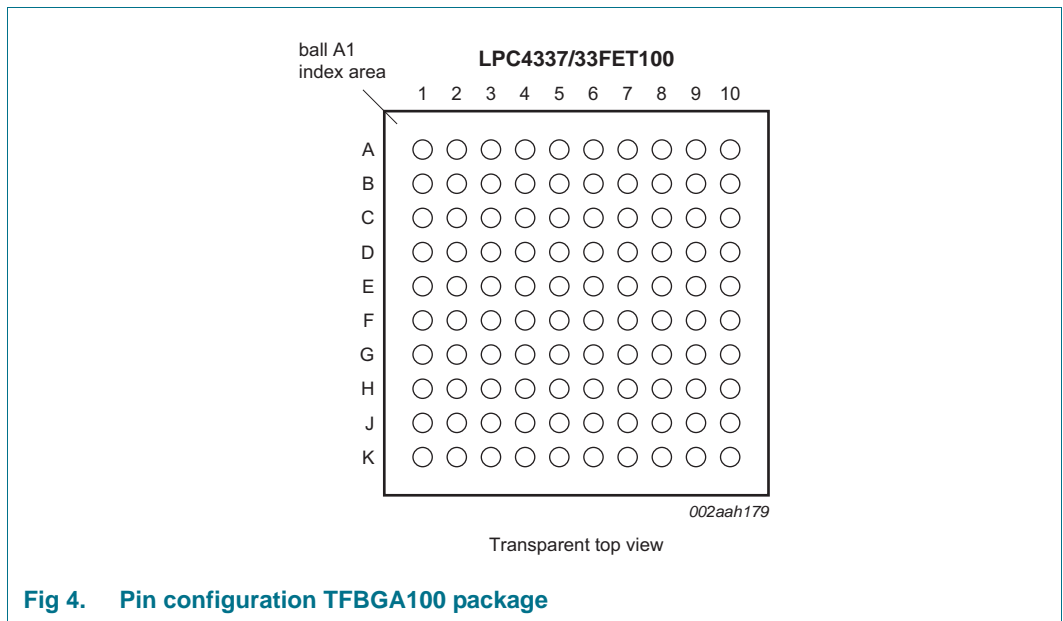 ball A1
index area
LPC4337/33FET100
1 2 3 4 5 6 7 8 9 10
A
B
C
D
E
F
G
H
J
K
002aah179
Transparent top view
Fig 4. Pin configuration TFBGA100 package